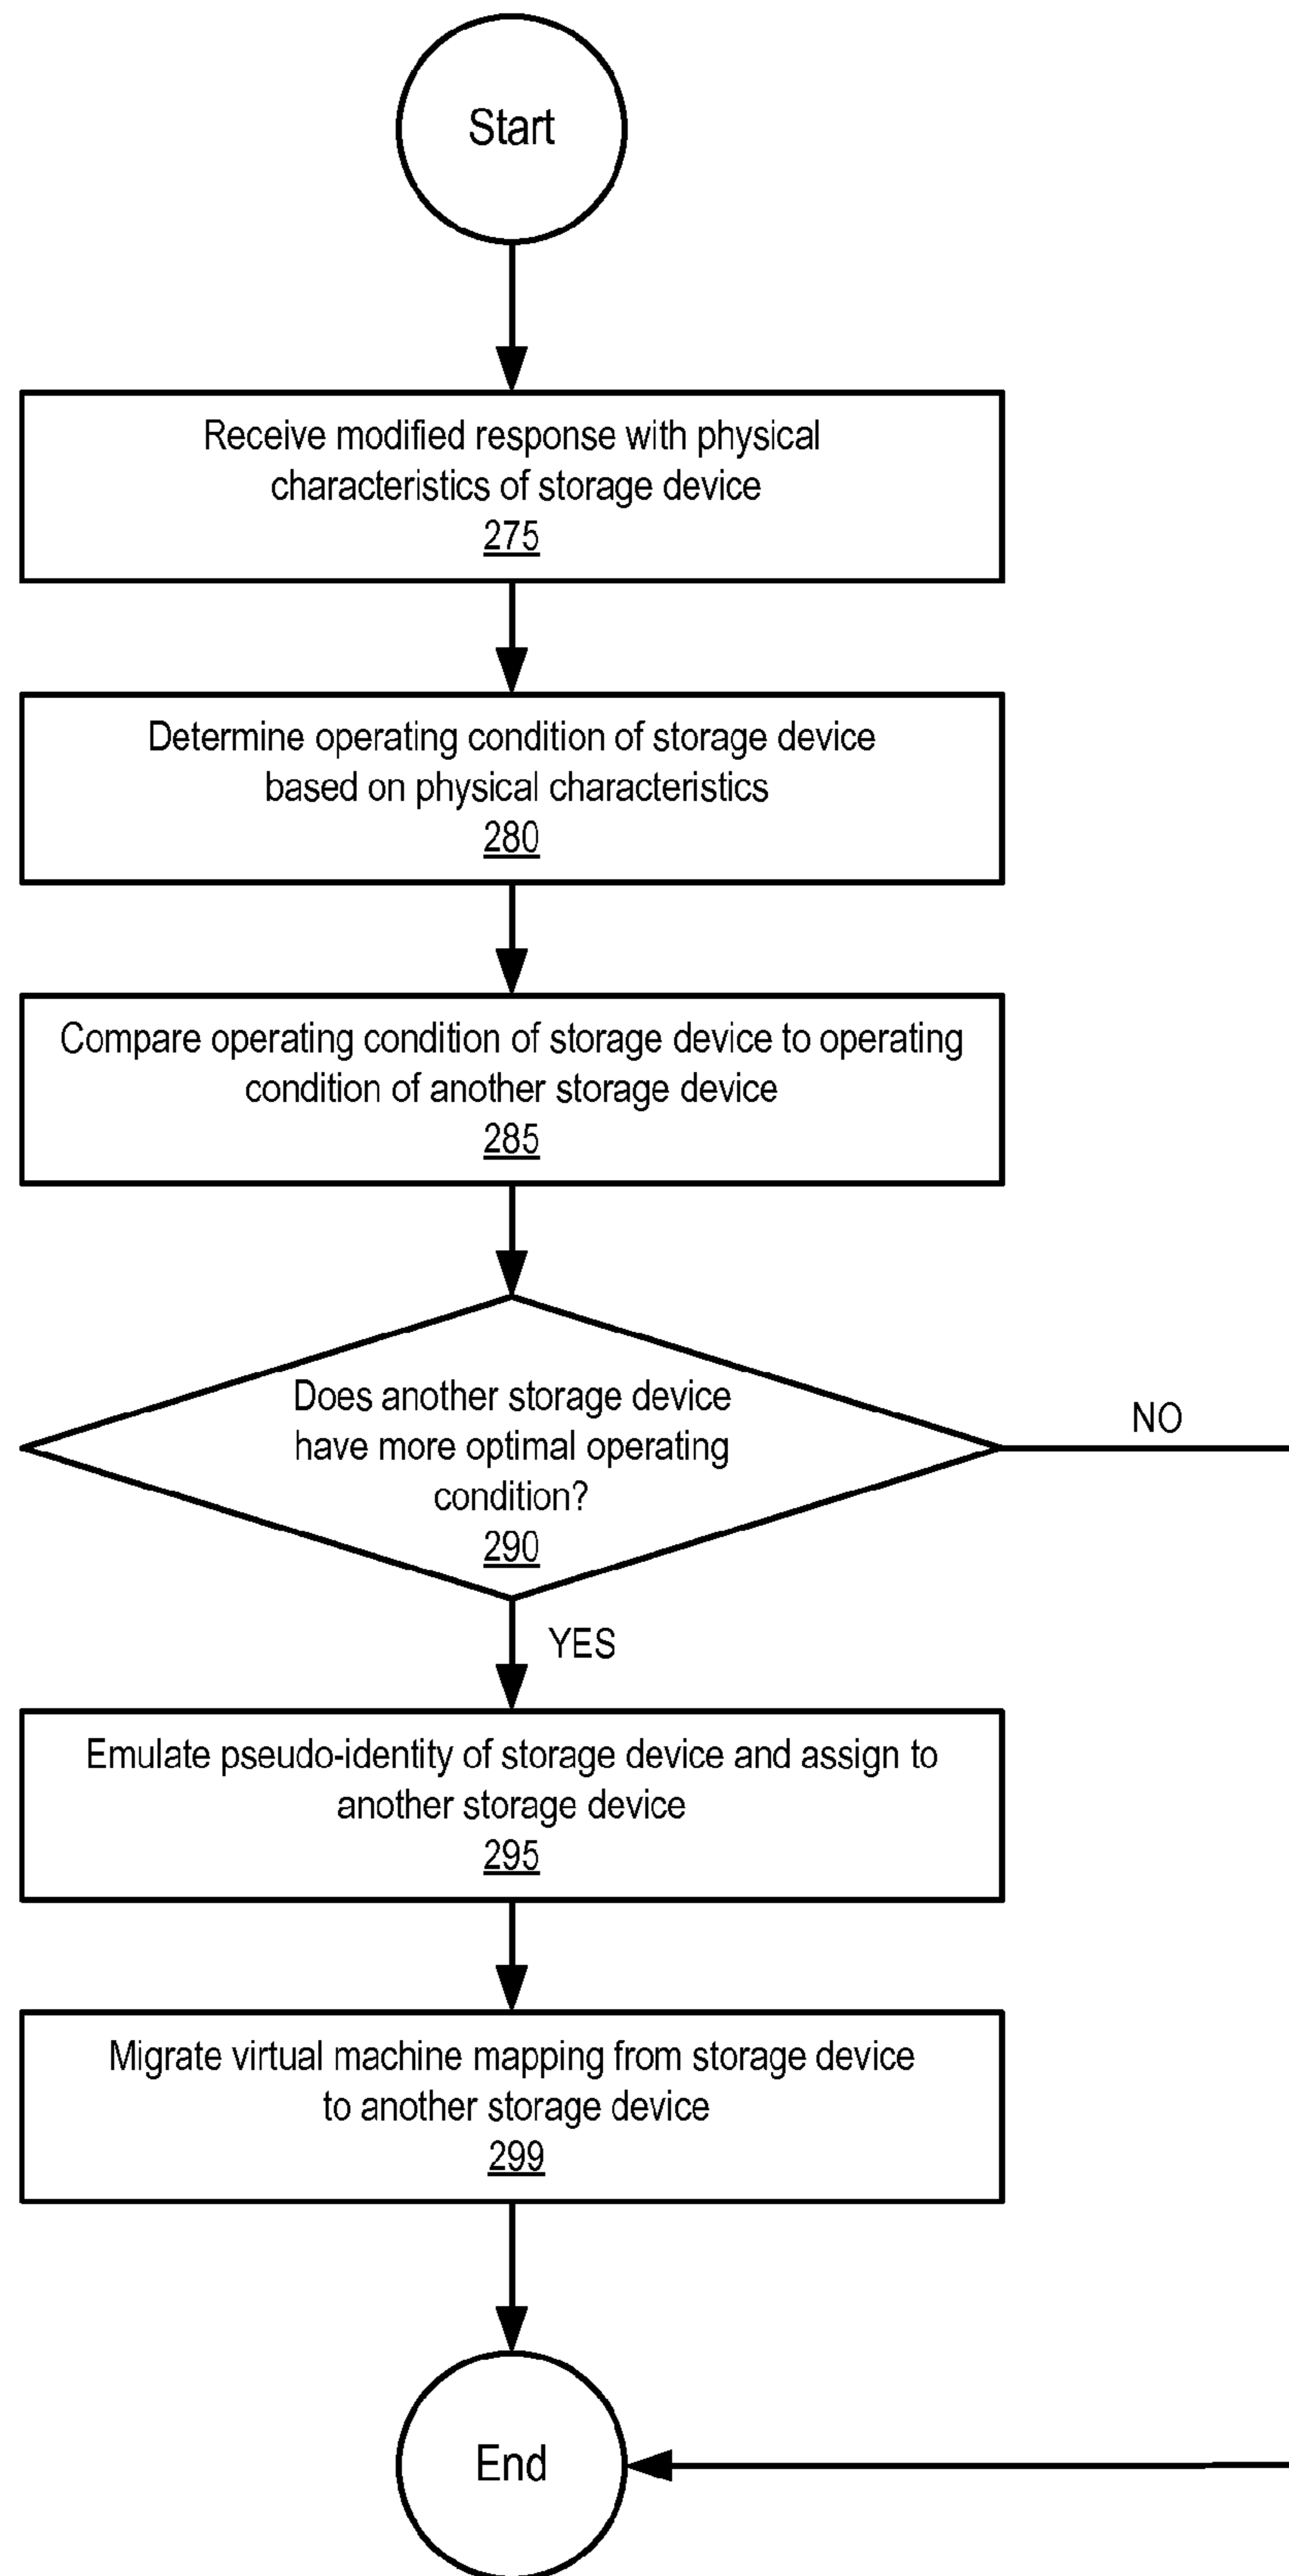 Start
Receive modified response with physical
characteristics of storage device
275
Determine operating condition of storage device
based on physical characteristics
280
Compare operating condition of storage device to operating
condition of another storage device
285
Does another storage device
have more optimal operating
condition?
290
NO
YES
Emulate pseudo-identity of storage device and assign to
another storage device
295
Migrate virtual machine mapping from storage device
to another storage device
299
End